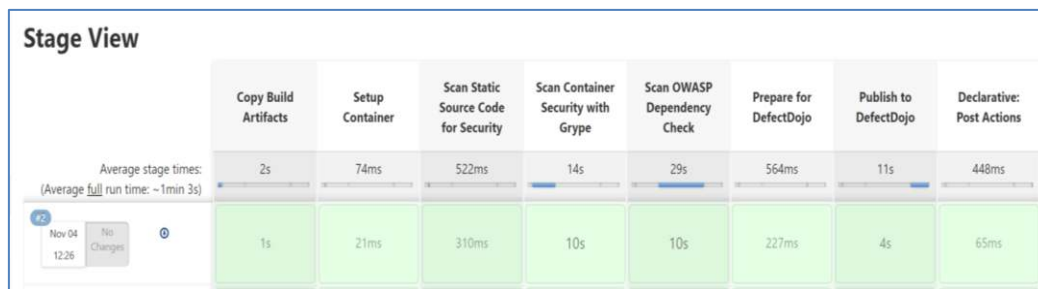 Stage View
Copy Build
Artifacts
Setup
Container
Scan Static
Source Code
for Security
Scan Container
Security with
Grype
Scan OWASP
Dependency
Check
Prepare for
DefectDojo
Publish to
DefectDojo
Declarative:
Post Actions
Average stage times:
(Average full run time: ~1min 3s)
2s
74ms
522ms
14s
29s
564ms
11s
448ms
#2
Nov 04
12:26
No
Changes
1s
21ms
310ms
10s
10s
227ms
4s
65ms